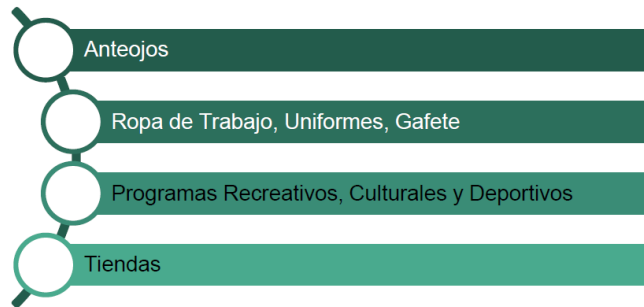 Anteojos
Ropa de Trabajo, Uniformes, Gafete
Programas Recreativos, Culturales y Deportivos
Tiendas